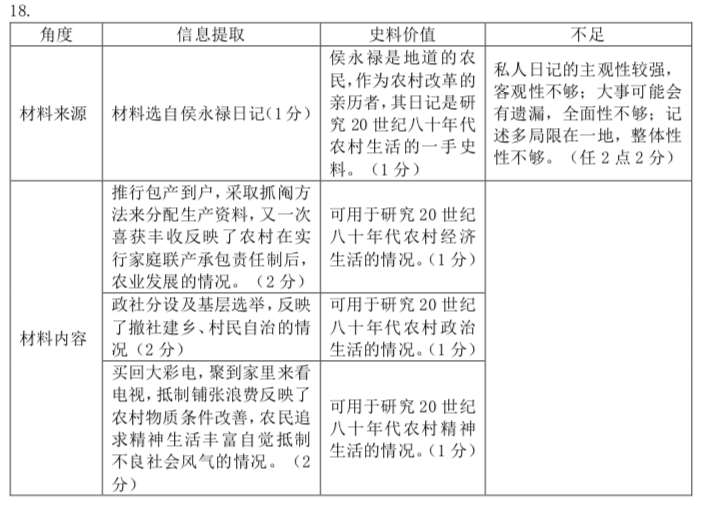 18.
角度
信息提取
史料价值
不足
材料来源
材料选自侯永禄日记(1分)
侯永禄是地道的农
民,作为农村改革的
亲历者,其日记是研
究 20 世纪八十年代
农村生活的一手史
料。(1分)
私人日记的主观性较强,
客观性不够;大事可能会
有遗漏,全面性不够;记
述多局限在一地,整体性
性不够。(任 2 点 2 分)
材料内容
推行包产到户,采取抓阄方
法来分配生产资料,又一次
喜获丰收反映了农村在实
行家庭联产承包责任制后,
农业发展的情况。(2 分)
可用于研究 20 世纪
八十年代农村经济
生活的情况。(1 分)
政社分设及基层选举,反映
了撤社建乡、村民自治的情
况(2 分)
可用于研究 20 世纪
八十年代农村政治
生活的情况。(1 分)
买回大彩电,聚到家里来看
电视,抵制铺张浪费反映了
农村物质条件改善,农民追
求精神生活丰富自觉抵制
不良社会风气的情况。(2
分)
可用于研究 20 世纪
八十年代农村精神
生活的情况。(1 分)